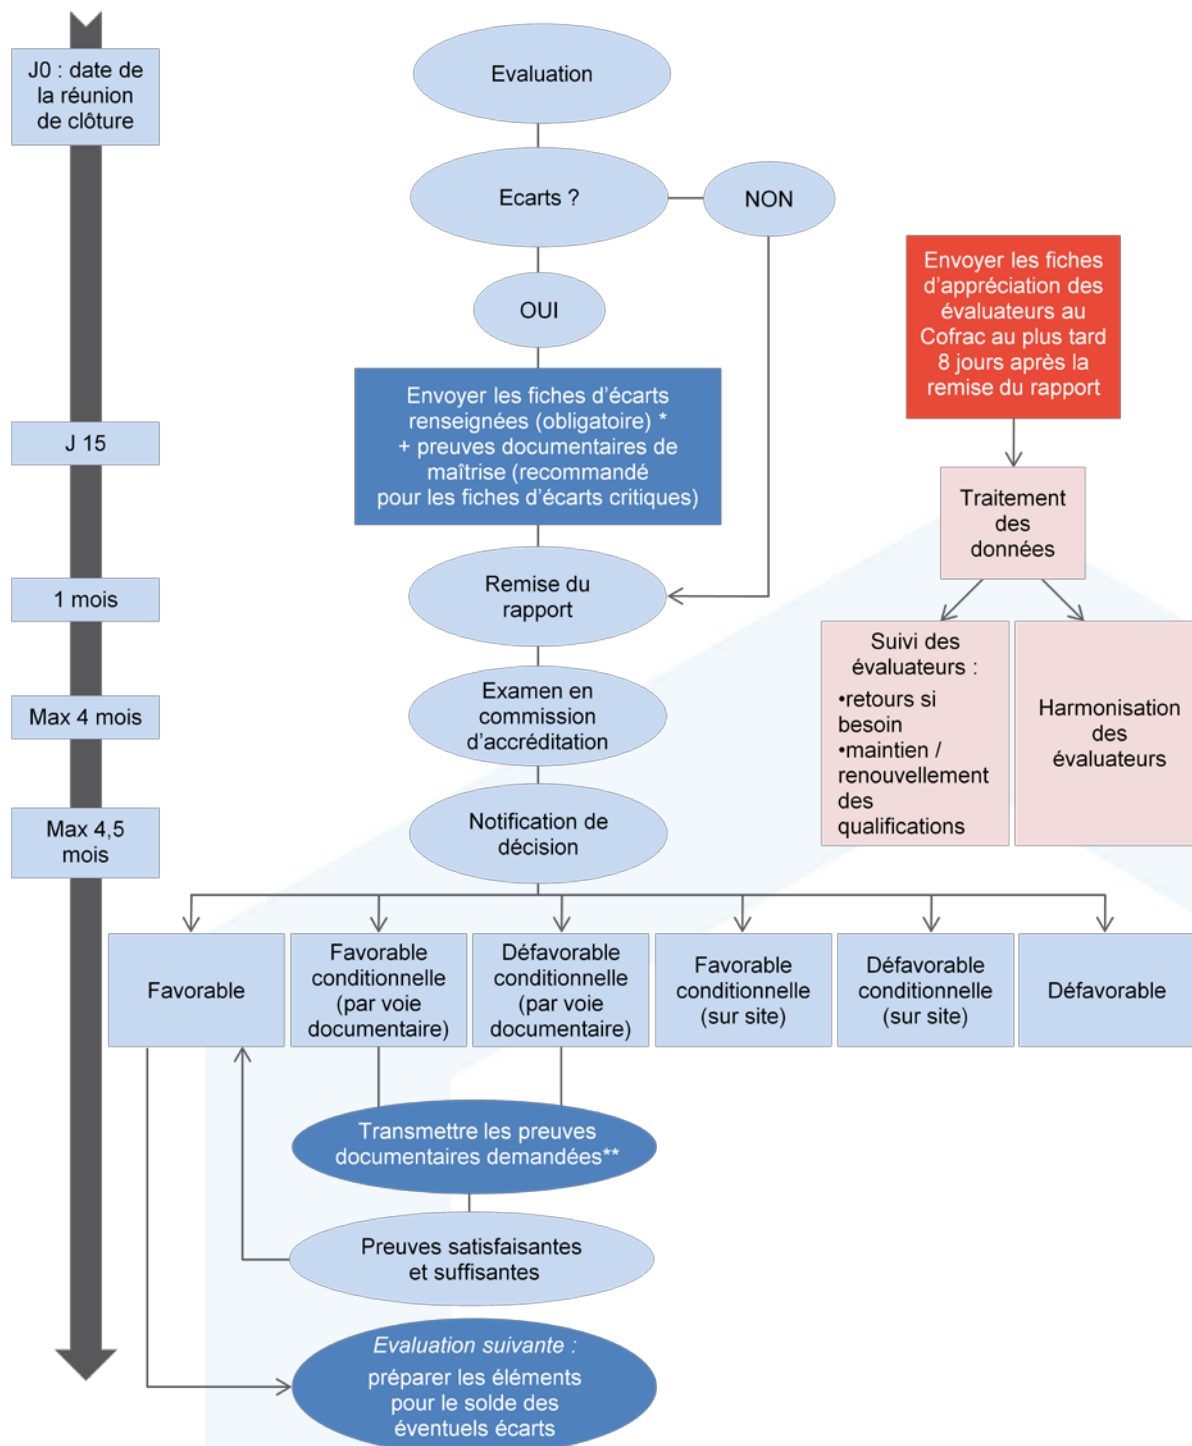 J0 : date de
la réunion
de clôture
Evaluation
Ecarts ?
NON
OUI
Envoyer les fiches
d’appréciation des
évaluateurs au
Cofrac au plus tard
8 jours après la
remise du rapport
Envoyer les fiches d’écarts
renseignées (obligatoire) *
+ preuves documentaires de
maîtrise (recommandé
pour les fiches d’écarts critiques)
J 15
Traitement
des
données
Remise du
rapport
1 mois
Suivi des
évaluateurs :
•retours si
besoin
•maintien /
renouvellement
des
qualifications
Harmonisation
des
évaluateurs
Examen en
commission
d’accréditation
Max 4 mois
Notification de
décision
Max 4,5
mois
Favorable
Favorable
conditionnelle
(par voie
documentaire)
Défavorable
conditionnelle
(par voie
documentaire)
Favorable
conditionnelle
(sur site)
Défavorable
conditionnelle
(sur site)
Défavorable
Transmettre les preuves
documentaires demandées**
Preuves satisfaisantes
et suffisantes
Evaluation suivante :
préparer les éléments
pour le solde des
éventuels écarts